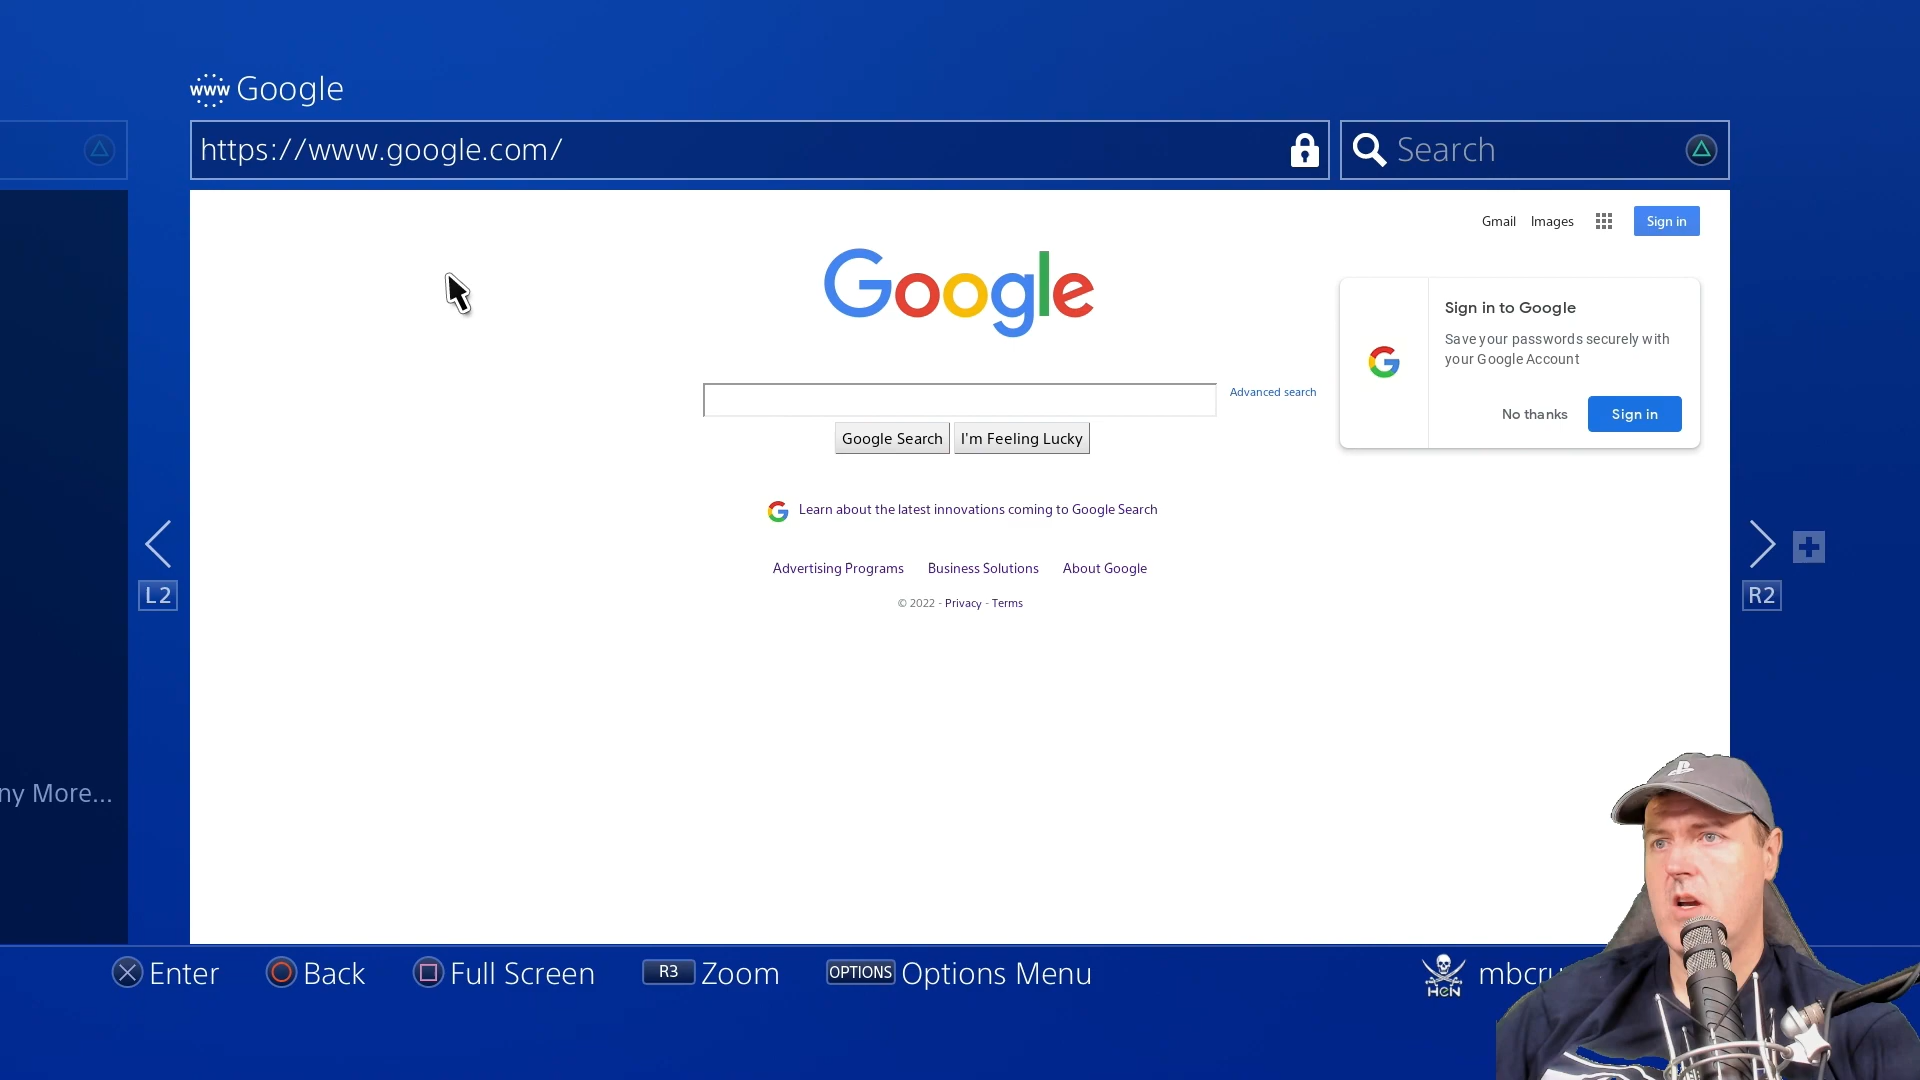 www Google
https://www.google.com/
Search
Gmail Images Sign in
Google
Sign in to Google
Save your passwords securely with
your Google Account
No thanks Sign in
Advanced search
Google Search I'm Feeling Lucky
Learn about the latest innovations coming to Google Search
Advertising Programs Business Solutions About Google
© 2022 - Privacy - Terms
L2
R2
ny More...
Enter Back Full Screen R3 Zoom OPTIONS Options Menu
HeN mbcru